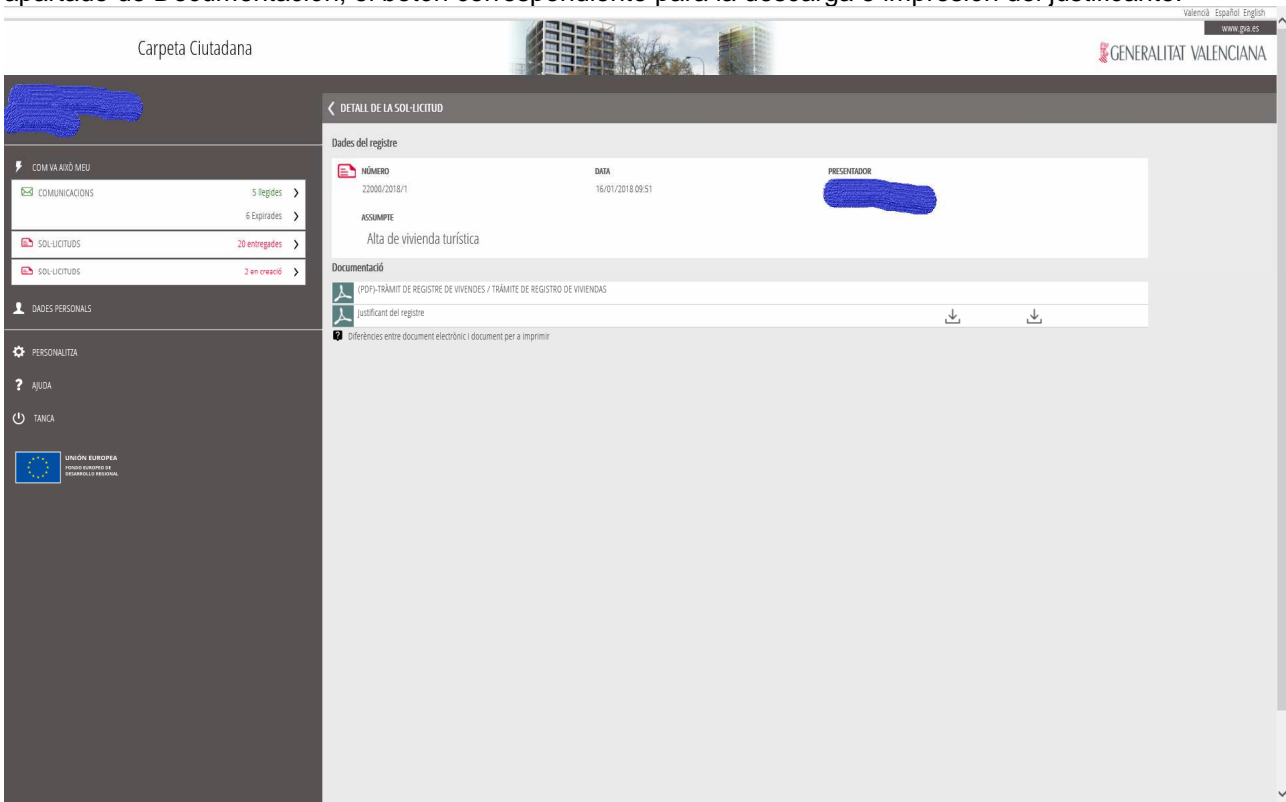 apartado de Documentación, el botón correspondiente para la descarga o impresión del justificante.
Valencià Español English
www.gva.es
Carpeta Ciutadana
GENERALITAT VALENCIANA
DETALL DE LA SOL·LICITUD
Dades del registre
COM VA AIXÒ MEU
NÚMERO DATA PRESENTADOR
22000/2018/1 16/01/2018 09:51
COMUNICACIONS 5 llegides
6 Expirades
ASSUMPTE
Alta de vivienda turística
SOL·LICITUDS 20 entregades
SOL·LICITUDS 2 en creació
Documentació
(PDF)-TRÀMIT DE REGISTRE DE VIVENDES / TRÁMITE DE REGISTRO DE VIVIENDAS
Justificant del registre
Diferències entre document electrònic i document per a imprimir
DADES PERSONALS
PERSONALITZA
AJUDA
TANCA
UNIÓN EUROPEA
FONDO EUROPEO DE
DESARROLLO REGIONAL